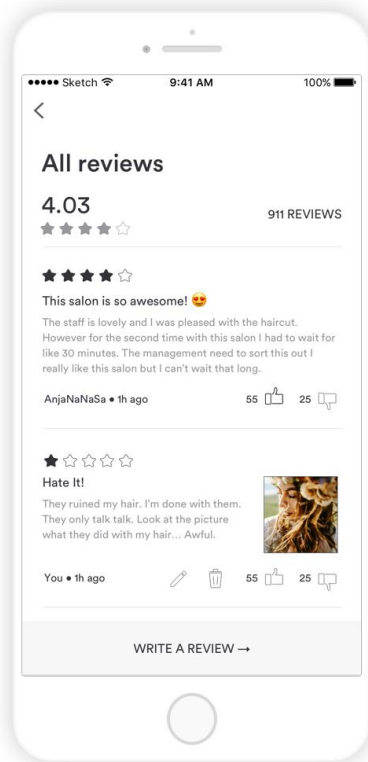 ●●●●● Sketch 9:41 AM 100%
All reviews
4.03
911 REVIEWS
This salon is so awesome! 😍
The staff is lovely and I was pleased with the haircut.
However for the second time with this salon I had to wait for
like 30 minutes. The management need to sort this out I
really like this salon but I can't wait that long.
AnjaNaNaSa • 1h ago 55 25
Hate It!
They ruined my hair. I'm done with them.
They only talk talk. Look at the picture
what they did with my hair... Awful.
You • 1h ago 55 25
WRITE A REVIEW →